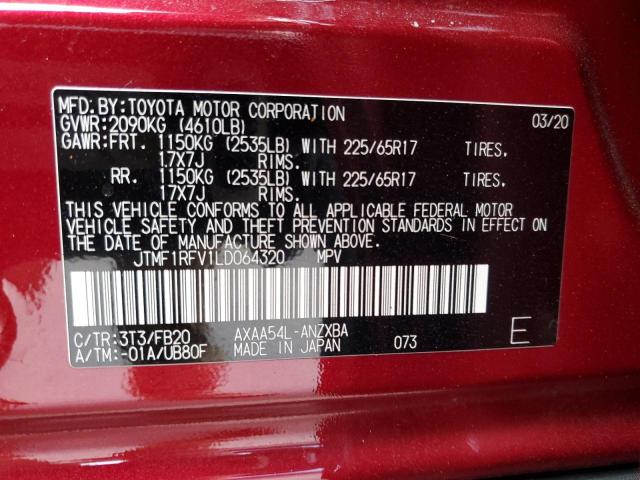 MFD.BY:TOYOTA MOTOR CORPORATION 03/20
GVWR:2090KG (4610LB)
GAWR:FRT. 1150KG (2535LB) WITH 225/65R17 TIRES.
17X7J RIMS.
RR. 1150KG (2535LB) WITH 225/65R17 TIRES.
17X7J RIMS.
THIS VEHICLE CONFORMS TO ALL APPLICABLE FEDERAL MOTOR
VEHICLE SAFETY AND THEFT PREVENTION STANDARDS IN EFFECT ON
THE DATE OF MANUFACTURE SHOWN ABOVE.
JTMF1RFV1LD064320 MPV
C/TR:3T3/FB20 AXAA54L-ANZXBA
A/TM:-01A/UB80F MADE IN JAPAN 073 E